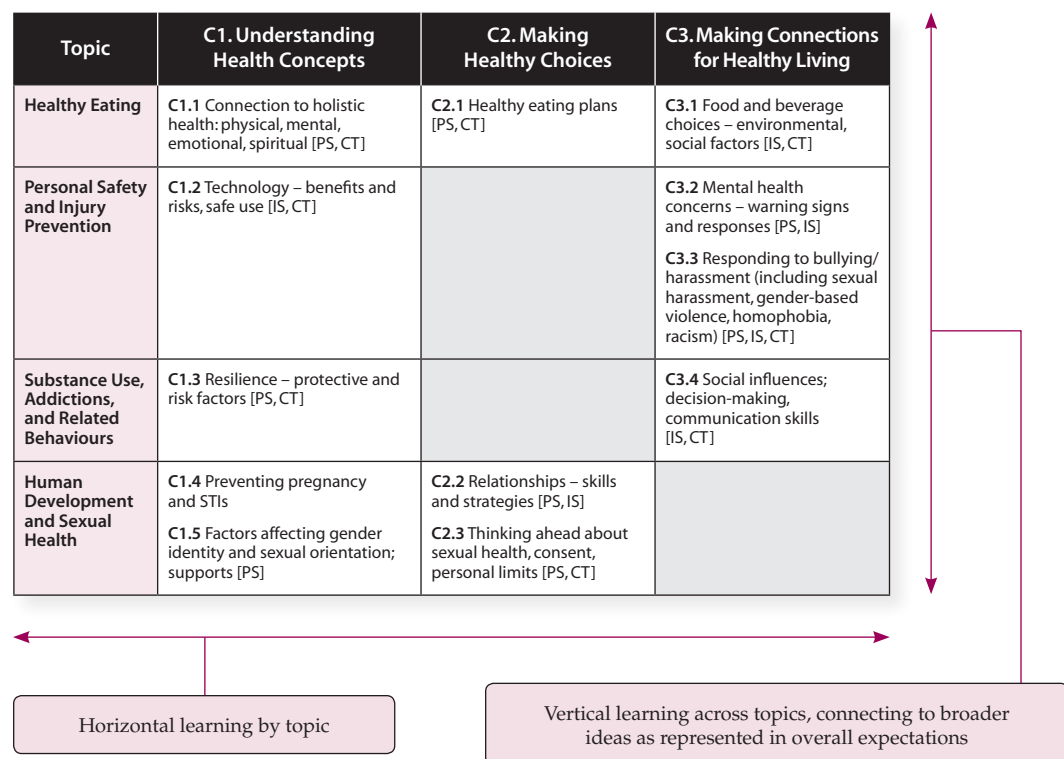 Topic
C1. Understanding
Health Concepts
C2. Making
Healthy Choices
C3. Making Connections
for Healthy Living
Healthy Eating
C1.1 Connection to holistic
health: physical, mental,
emotional, spiritual [PS, CT]
C2.1 Healthy eating plans
[PS, CT]
C3.1 Food and beverage
choices – environmental,
social factors [IS, CT]
Personal Safety
and Injury
Prevention
C1.2 Technology – benefits and
risks, safe use [IS, CT]
C3.2 Mental health
concerns – warning signs
and responses [PS, IS]
C3.3 Responding to bullying/
harassment (including sexual
harassment, gender-based
violence, homophobia,
racism) [PS, IS, CT]
Substance Use,
Addictions,
and Related
Behaviours
C1.3 Resilience – protective and
risk factors [PS, CT]
C3.4 Social influences;
decision-making,
communication skills
[IS, CT]
Human
Development
and Sexual
Health
C1.4 Preventing pregnancy
and STIs
C1.5 Factors affecting gender
identity and sexual orientation;
supports [PS]
C2.2 Relationships – skills
and strategies [PS, IS]
C2.3 Thinking ahead about
sexual health, consent,
personal limits [PS, CT]
Horizontal learning by topic
Vertical learning across topics, connecting to broader
ideas as represented in overall expectations